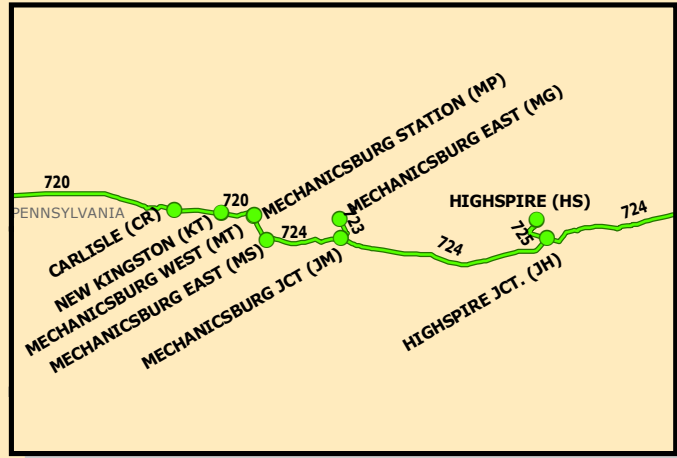 MECHANICSBURG STATION (MP)
MECHANICSBURG EAST (MG)
720
720
HIGHSPIRE (HS)
724
PENNSYLVANIA
723
725
CARLISLE (CR)
724
724
NEW KINGSTON (KT)
MECHANICSBURG WEST (MT)
MECHANICSBURG EAST (MS)
MECHANICSBURG JCT (JM)
HIGHSPIRE JCT. (JH)